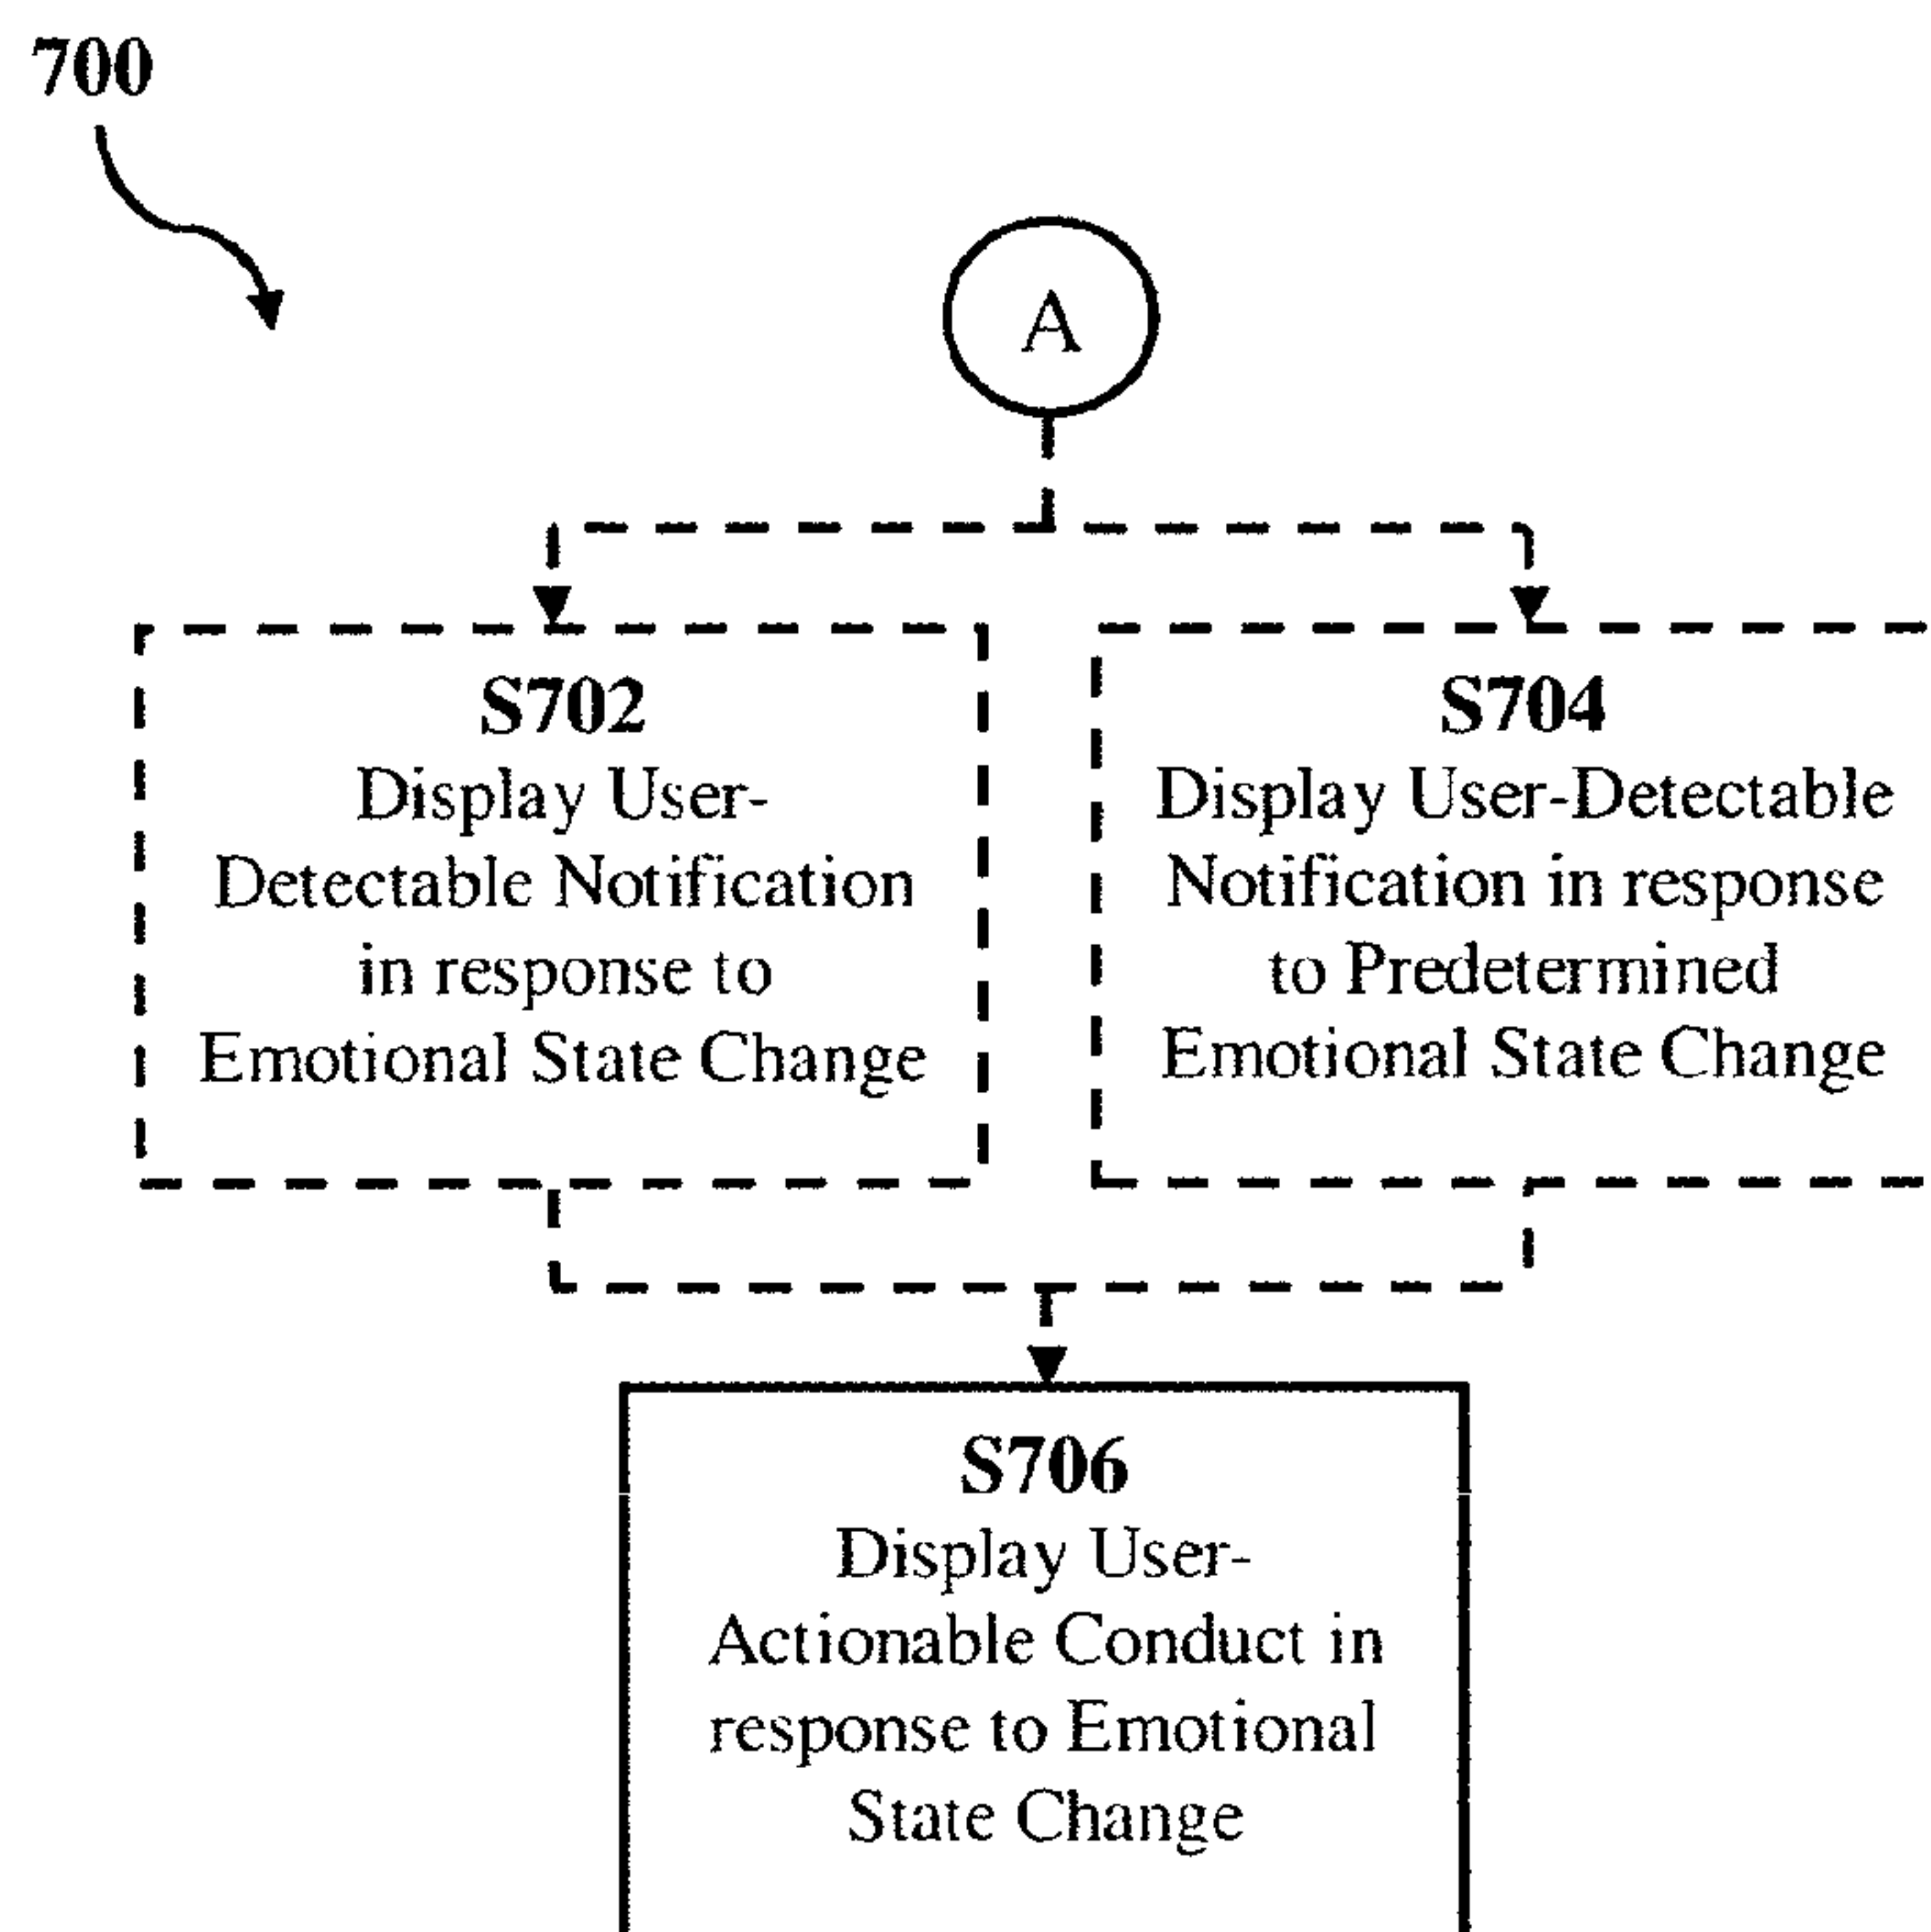 700
A
S702
Display User-
Detectable Notification
in response to
Emotional State Change
S704
Display User-Detectable
Notification in response
to Predetermined
Emotional State Change
S706
Display User-
Actionable Conduct in
response to Emotional
State Change